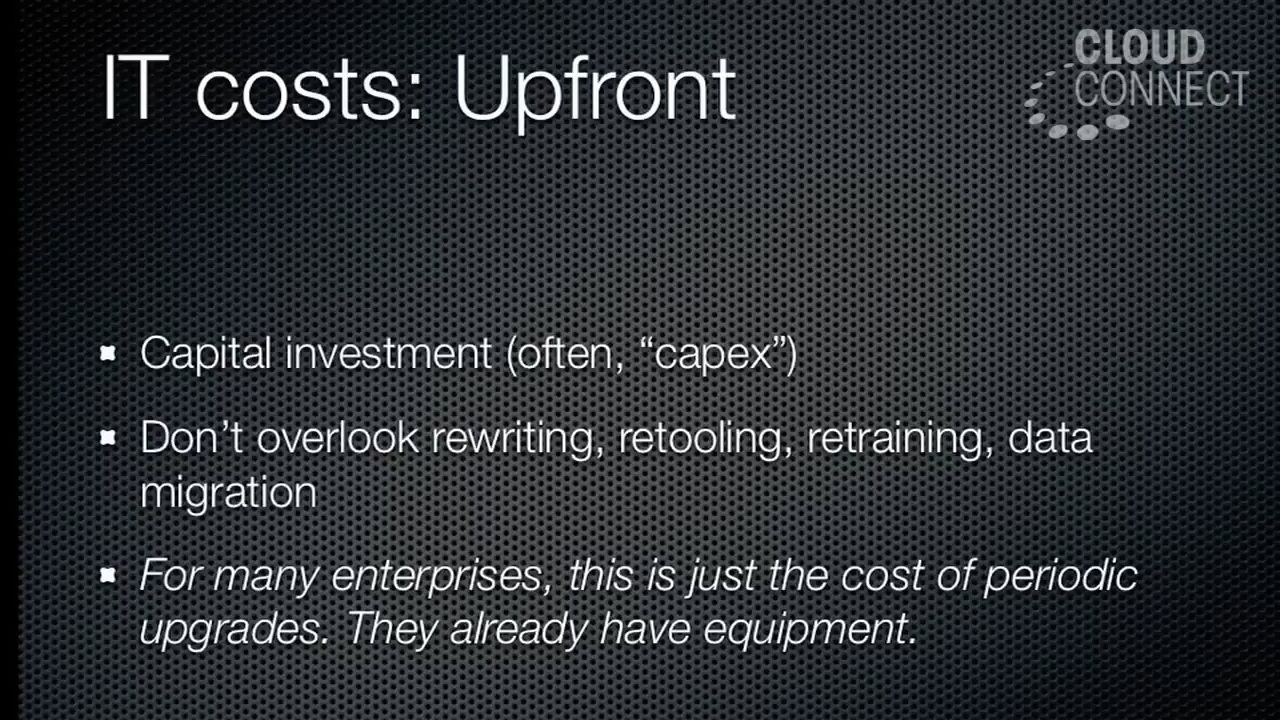 IT costs: Upfront
CLOUD
CONNECT
Capital investment (often, “capex”)
Don’t overlook rewriting, retooling, retraining, data
migration
For many enterprises, this is just the cost of periodic
upgrades. They already have equipment.